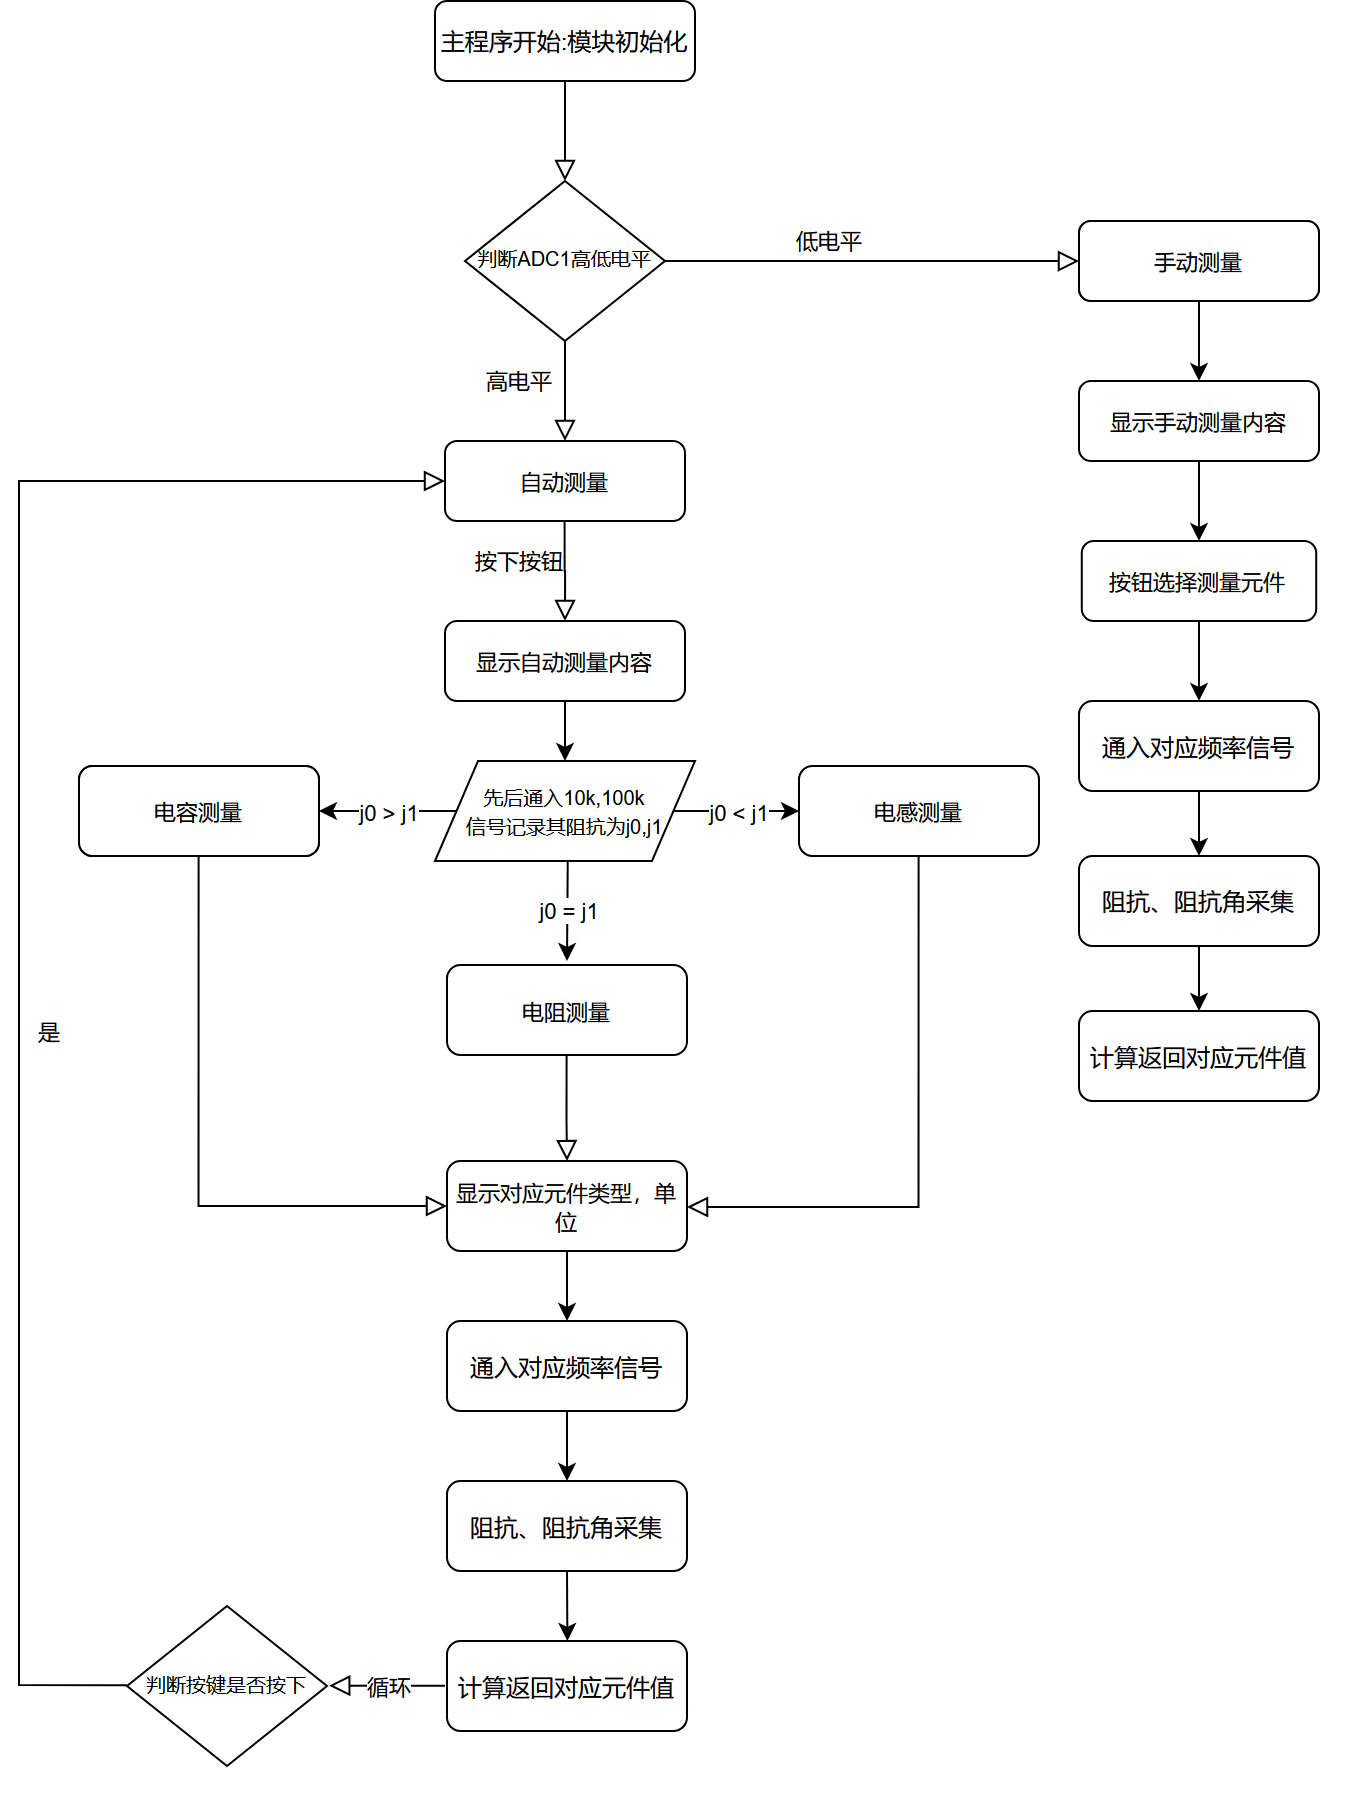 主程序开始:模块初始化
判断ADC1高低电平
低电平
手动测量
高电平
显示手动测量内容
自动测量
按下按钮
按钮选择测量元件
显示自动测量内容
通入对应频率信号
电容测量
j0 > j1
先后通入10k,100k
信号记录其阻抗为j0,j1
j0 < j1
电感测量
j0 = j1
阻抗、阻抗角采集
电阻测量
是
计算返回对应元件值
显示对应元件类型，单
位
通入对应频率信号
阻抗、阻抗角采集
判断按键是否按下
循环
计算返回对应元件值